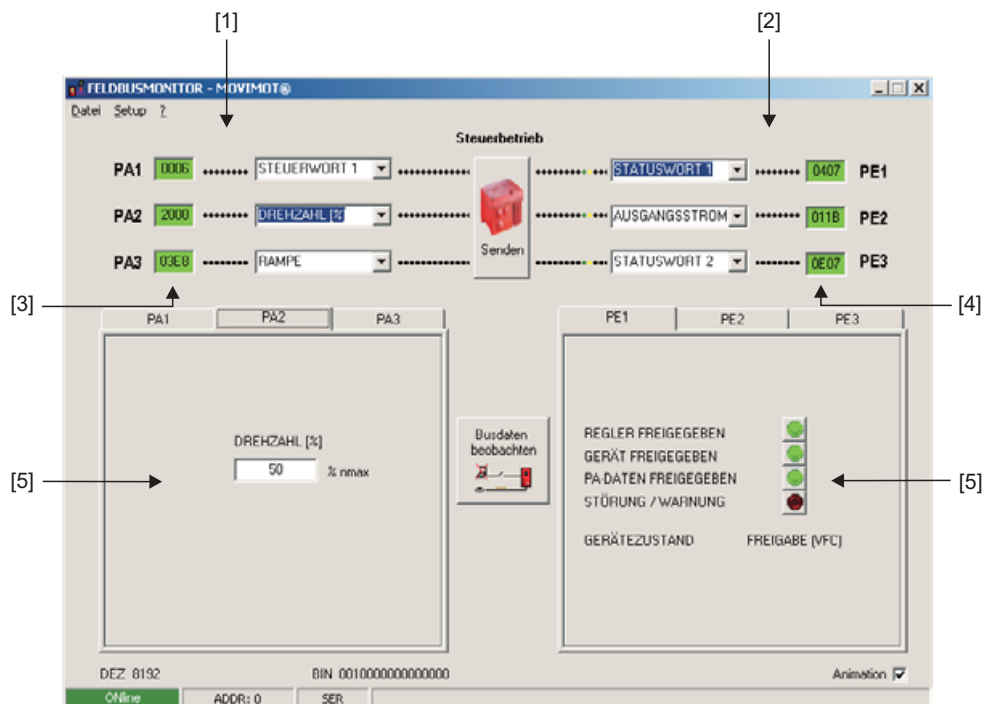 [1] [2]
FELDBUSMONITOR - MOVIMOT®
Datei Setup ?
Steuerbetrieb
PA1 0006 STEUERWORT 1 STATUSWORT 1 0407 PE1
PA2 2000 DREHZAHL [%] AUSGANGSSTROM 011B PE2
Senden
PA3 03E8 RAMPE STATUSWORT 2 0E07 PE3
[3] [4]
PA1 PA2 PA3 PE1 PE2 PE3
DREHZAHL [%]
50 % nmax
Busdaten
beobachten
REGLER FREIGEGEBEN
GERÄT FREIGEGEBEN
PA-DATEN FREIGEGEBEN
STÖRUNG / WARNUNG
[5] [5]
GERÄTEZUSTAND FREIGABE (VFC)
DEZ 8192 BIN 0010000000000000 Animation
ONline ADDR: 0 SER